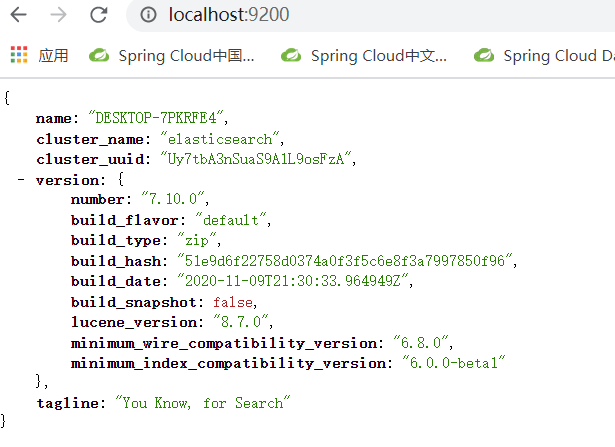 localhost:9200
应用 Spring Cloud中国... Spring Cloud中文... Spring Cloud Da
{
name: "DESKTOP-7PKRFE4",
cluster_name: "elasticsearch",
cluster_uuid: "Uy7tbA3nSuaS9A1L9osFzA",
- version: {
number: "7.10.0",
build_flavor: "default",
build_type: "zip",
build_hash: "51e9d6f22758d0374a0f3f5c6e8f3a7997850f96",
build_date: "2020-11-09T21:30:33.964949Z",
build_snapshot: false,
lucene_version: "8.7.0",
minimum_wire_compatibility_version: "6.8.0",
minimum_index_compatibility_version: "6.0.0-beta1"
},
tagline: "You Know, for Search"
}